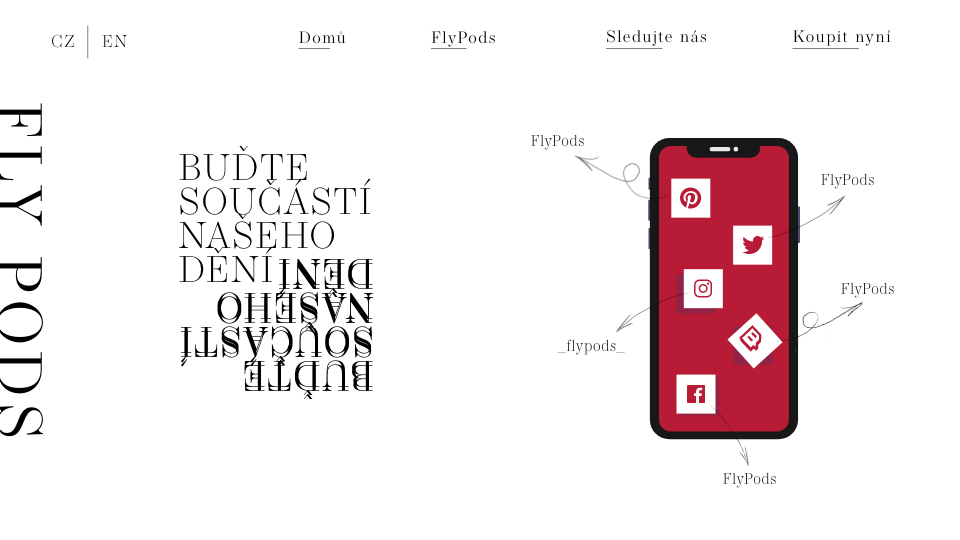 CZ | EN
Domů
FlyPods
Sledujte nás
Koupit nyní
FLY PODS
BUĎTE
SOUČÁSTÍ
NAŠEHO
DĚNÍ
BUĎTE
SOUČÁSTÍ
NAŠEHO
DĚNÍ
FlyPods
FlyPods
FlyPods
_flypods_
FlyPods